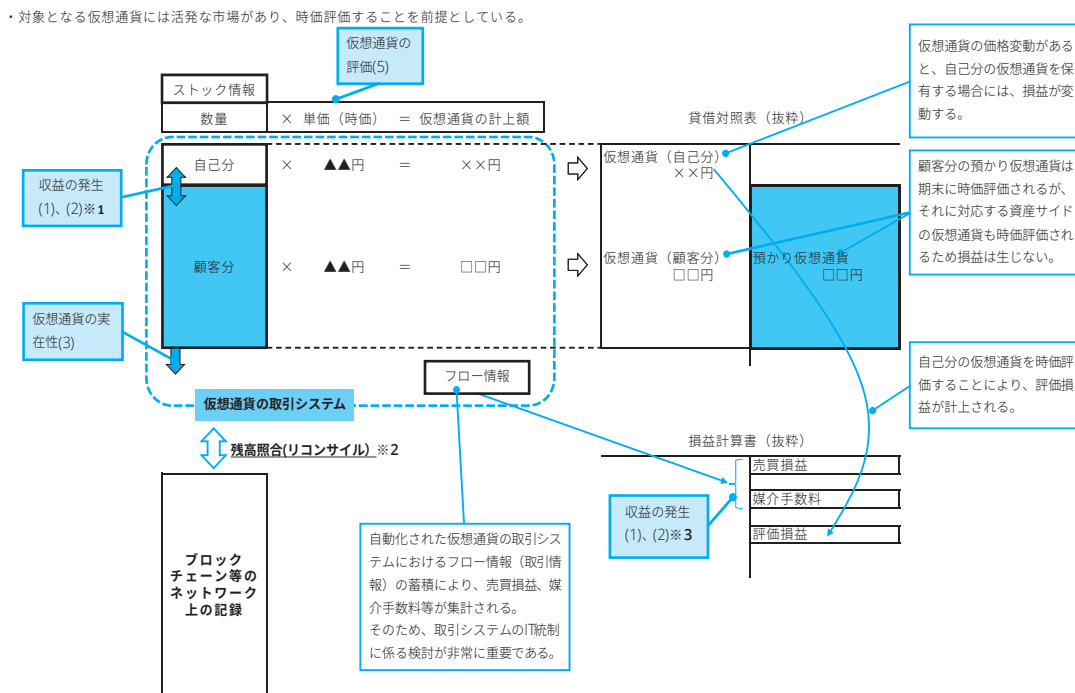 ・対象となる仮想通貨には活発な市場があり、時価評価することを前提としている。
仮想通貨の
評価(5)
ストック情報
数量 × 単価（時価） ＝ 仮想通貨の計上額
貸借対照表（抜粋）
仮想通貨の価格変動がある
と、自己分の仮想通貨を保
有する場合には、損益が変
動する。
自己分 × ▲▲円 ＝ ××円
仮想通貨（自己分）
××円
収益の発生
(1)、(2)※1
顧客分の預かり仮想通貨は
期末に時価評価されるが、
それに対応する資産サイド
の仮想通貨も時価評価され
るため損益は生じない。
顧客分 × ▲▲円 ＝ □□円
仮想通貨（顧客分）
□□円
預かり仮想通貨
□□円
仮想通貨の実
在性(3)
フロー情報
自己分の仮想通貨を時価評
価することにより、評価損
益が計上される。
仮想通貨の取引システム
残高照合(リコンサイル）※2
損益計算書（抜粋）
売買損益
媒介手数料
評価損益
収益の発生
(1)、(2)※3
自動化された仮想通貨の取引シス
テムにおけるフロー情報（取引情
報）の蓄積により、売買損益、媒
介手数料等が集計される。
そのため、取引システムのIT統制
に係る検討が非常に重要である。
ブロック
チェーン等の
ネットワーク
上の記録